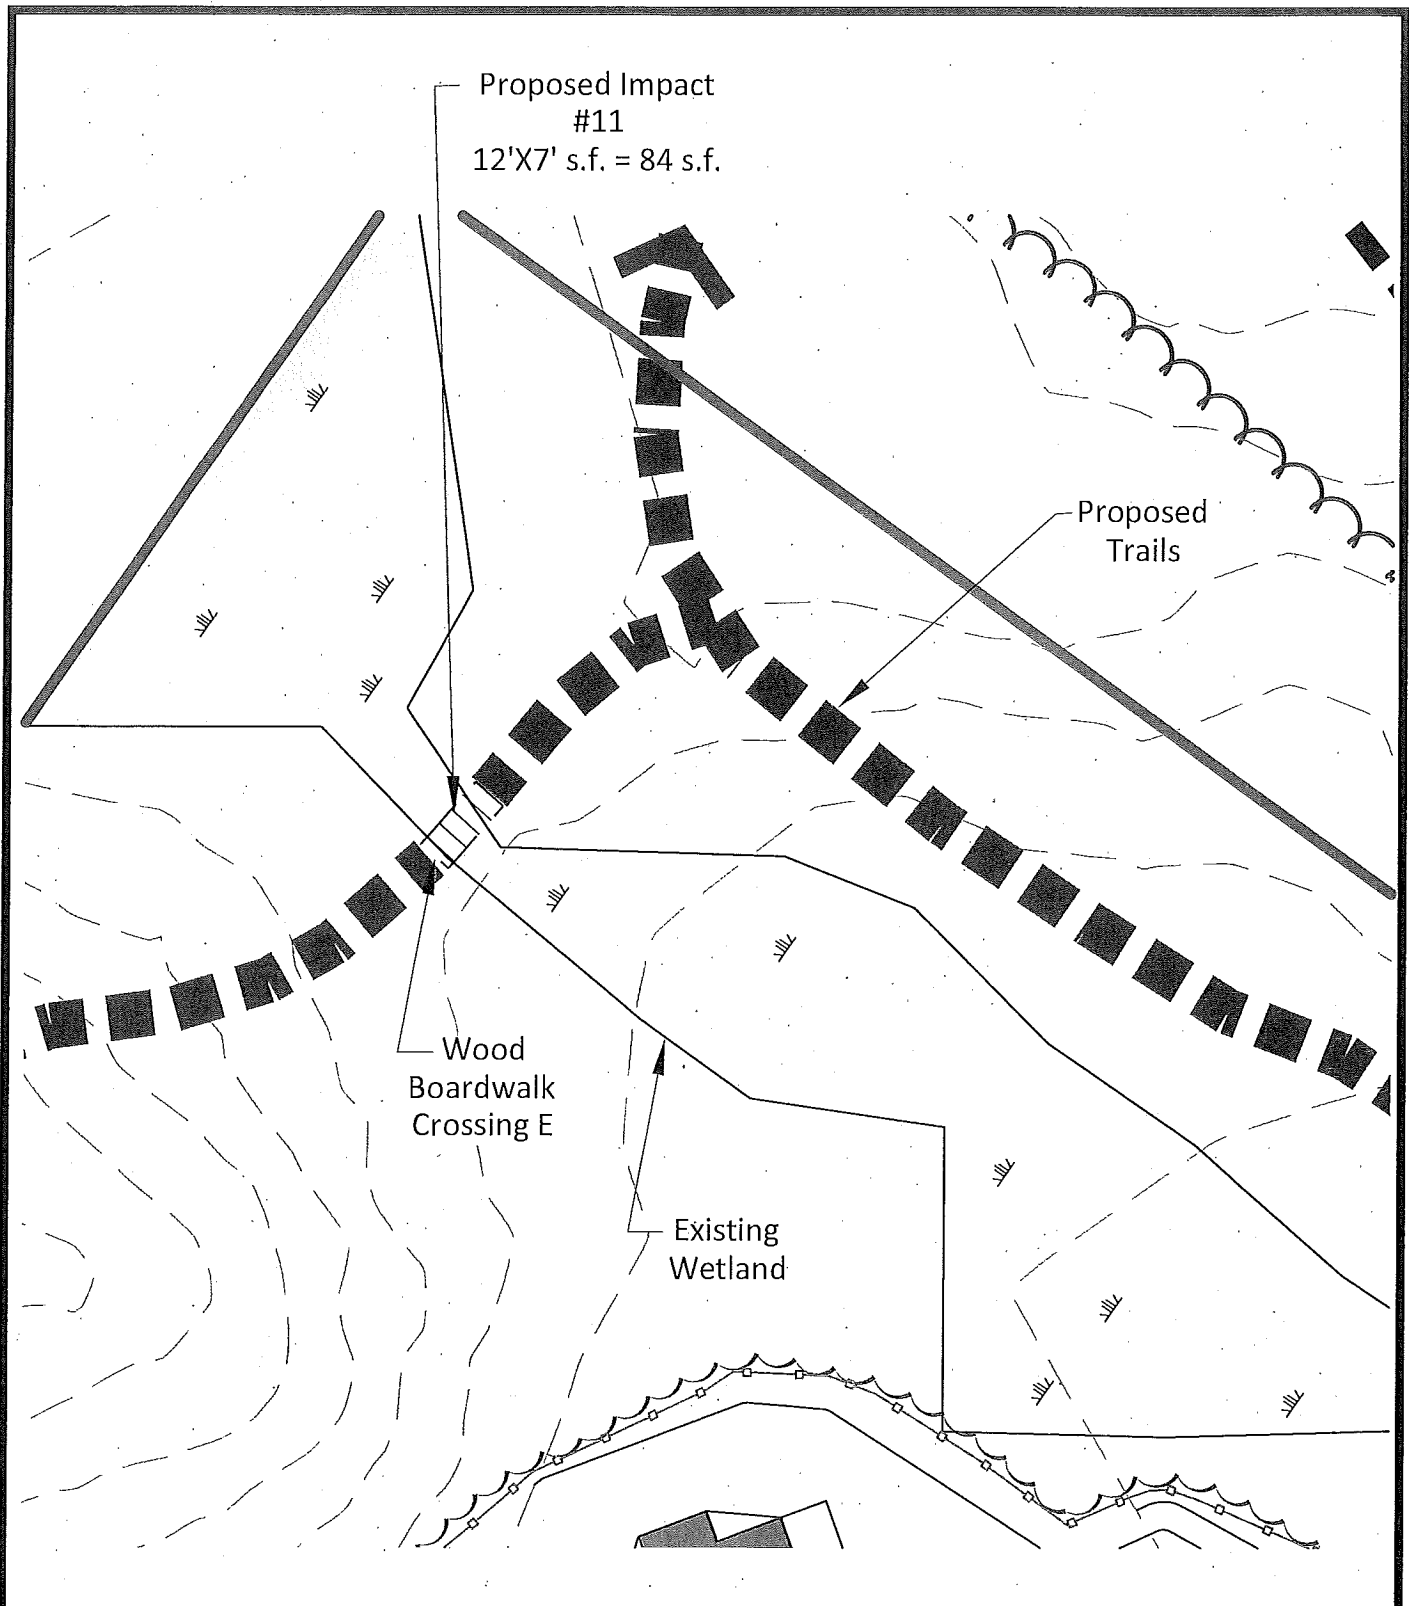 Proposed Impact
#11
12'X7' s.f. = 84 s.f.
Proposed
Trails
Wood
Boardwalk
Crossing E
Existing
Wetland